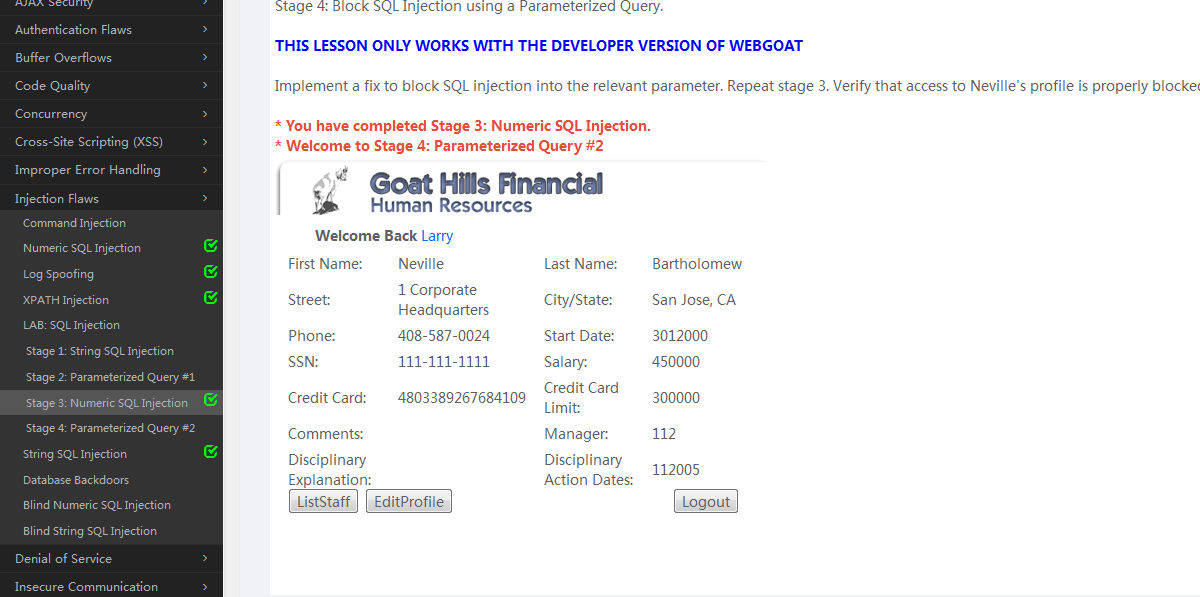 AJAX Security
Authentication Flaws
Buffer Overflows
Code Quality
Concurrency
Cross-Site Scripting (XSS)
Improper Error Handling
Injection Flaws
Command Injection
Numeric SQL Injection
Log Spoofing
XPATH Injection
LAB: SQL Injection
Stage 1: String SQL Injection
Stage 2: Parameterized Query #1
Stage 3: Numeric SQL Injection
Stage 4: Parameterized Query #2
String SQL Injection
Database Backdoors
Blind Numeric SQL Injection
Blind String SQL Injection
Denial of Service
Insecure Communication
Stage 4: Block SQL Injection using a Parameterized Query.
THIS LESSON ONLY WORKS WITH THE DEVELOPER VERSION OF WEBGOAT
Implement a fix to block SQL injection into the relevant parameter. Repeat stage 3. Verify that access to Neville's profile is properly blocked
* You have completed Stage 3: Numeric SQL Injection.
* Welcome to Stage 4: Parameterized Query #2
Goat Hills Financial
Human Resources
Welcome Back Larry
First Name: Neville Last Name: Bartholomew
Street: 1 Corporate Headquarters City/State: San Jose, CA
Phone: 408-587-0024 Start Date: 3012000
SSN: 111-111-1111 Salary: 450000
Credit Card: 4803389267684109 Credit Card Limit: 300000
Comments: Manager: 112
Disciplinary Explanation: Disciplinary Action Dates: 112005
ListStaff EditProfile Logout